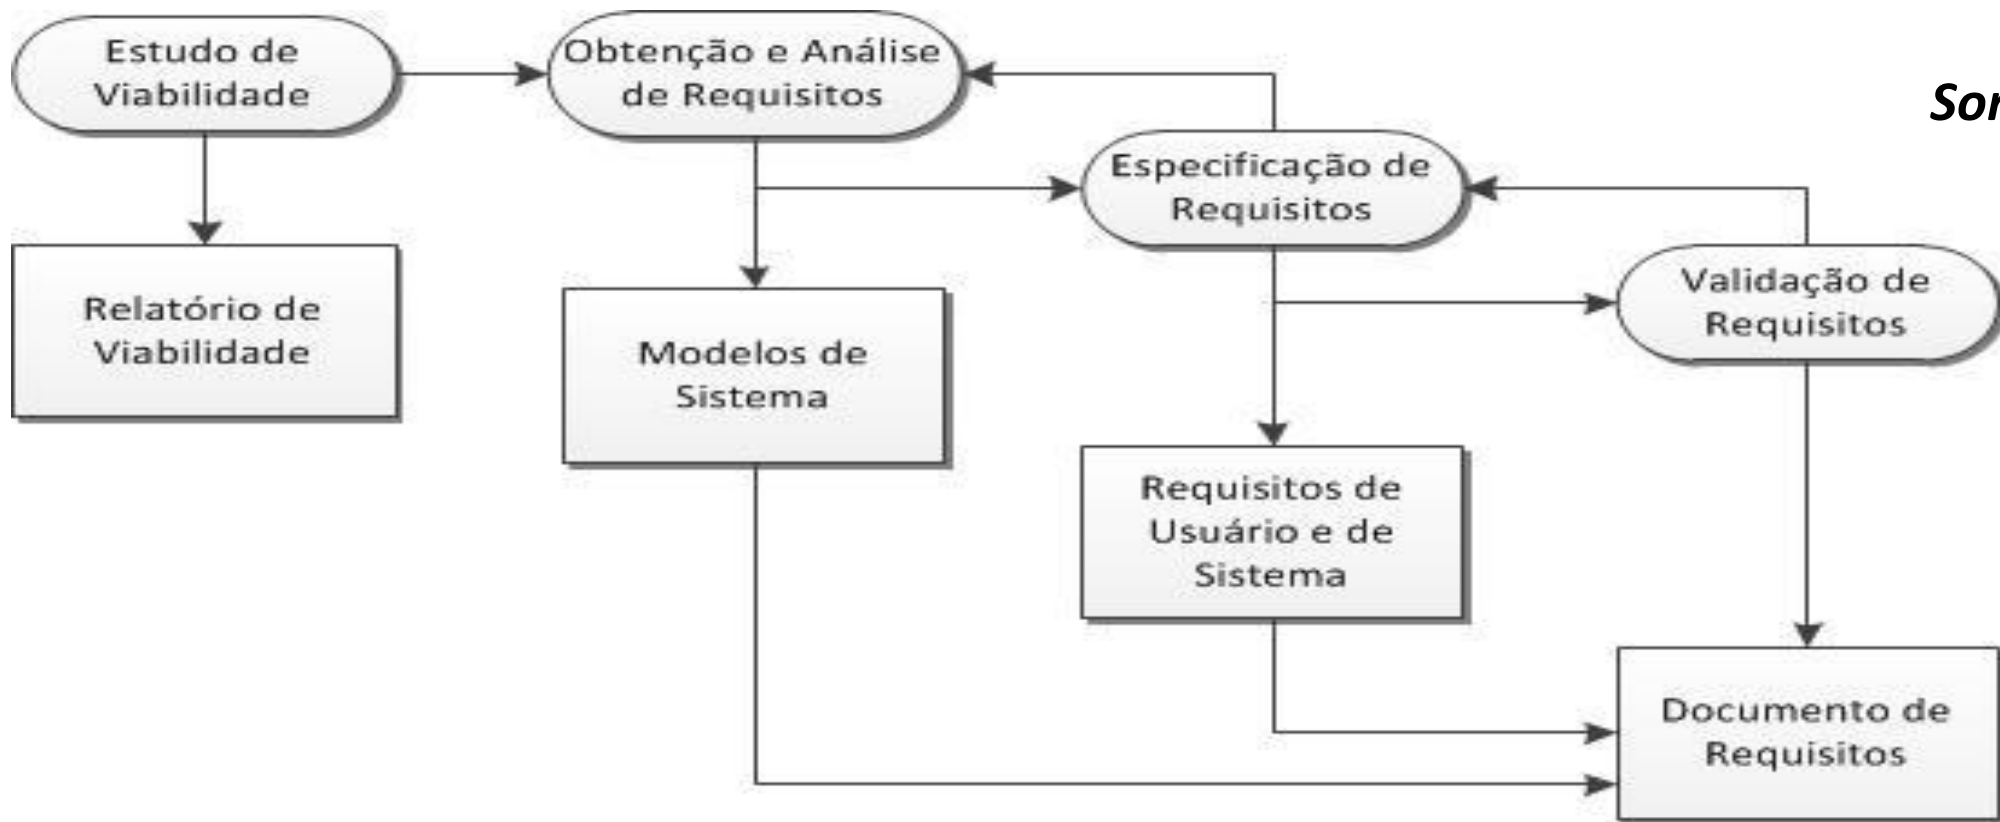 Estudo de
Viabilidade
Obtenção e Análise
de Requisitos
Especificação de
Requisitos
Validação de
Requisitos
Relatório de
Viabilidade
Modelos de
Sistema
Requisitos de
Usuário e de
Sistema
Documento de
Requisitos